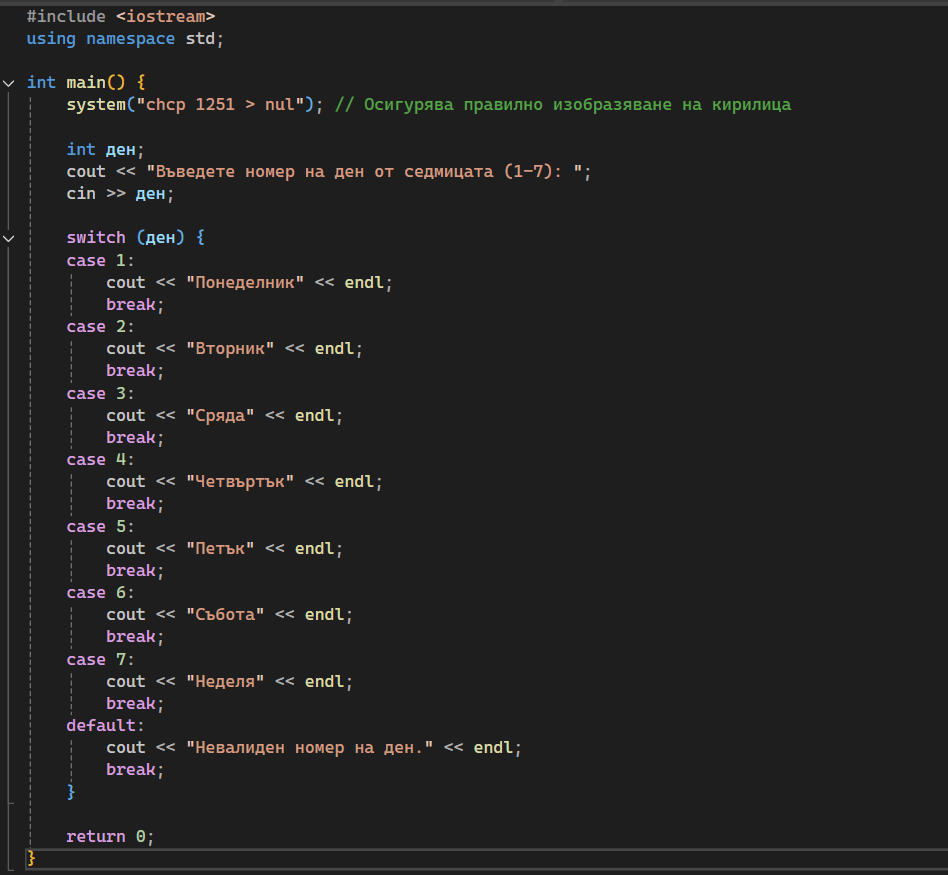 #include <iostream>
using namespace std;
int main() {
system("chcp 1251 > nul"); // Осигурява правилно изобразяване на кирилица
int ден;
cout << "Въведете номер на ден от седмицата (1-7): ";
cin >> ден;
switch (ден) {
case 1:
cout << "Понеделник" << endl;
break;
case 2:
cout << "Вторник" << endl;
break;
case 3:
cout << "Сряда" << endl;
break;
case 4:
cout << "Четвъртък" << endl;
break;
case 5:
cout << "Петък" << endl;
break;
case 6:
cout << "Събота" << endl;
break;
case 7:
cout << "Неделя" << endl;
break;
default:
cout << "Невалиден номер на ден." << endl;
break;
}
return 0;
}